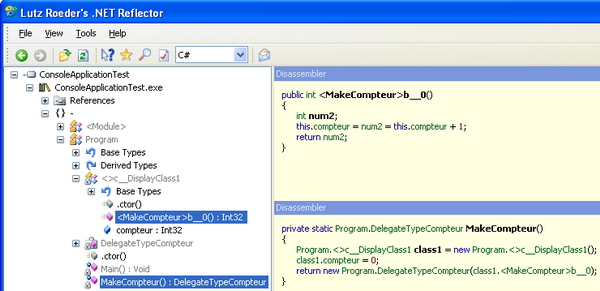 Lutz Roeder's .NET Reflector
File View Tools Help
C#
ConsoleApplicationTest
ConsoleApplicationTest.exe
References
{ } -
<Module>
Program
Base Types
Derived Types
<>c__DisplayClass1
Base Types
.ctor()
<MakeCompteur>b__0() : Int32
compteur : Int32
DelegateTypeCompteur
.ctor()
Main() : Void
MakeCompteur() : DelegateTypeCompteur
Disassembler
public int <MakeCompteur>b__0()
{
int num2;
this.compteur = num2 = this.compteur + 1;
return num2;
}
Disassembler
private static Program.DelegateTypeCompteur MakeCompteur()
{
Program.<>c__DisplayClass1 class1 = new Program.<>c__DisplayClass1();
class1.compteur = 0;
return new Program.DelegateTypeCompteur(class1.<MakeCompteur>b__0);
}